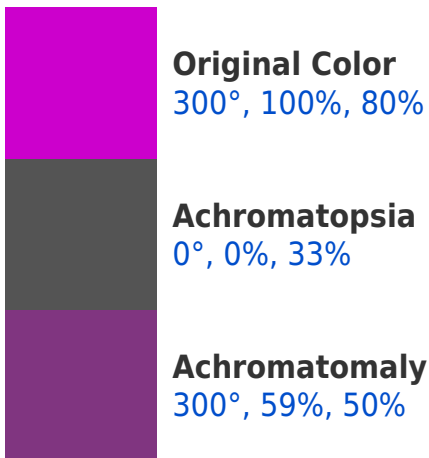 Original Color
300°, 100%, 80%
Achromatopsia
0°, 0%, 33%
Achromatomaly
300°, 59%, 50%